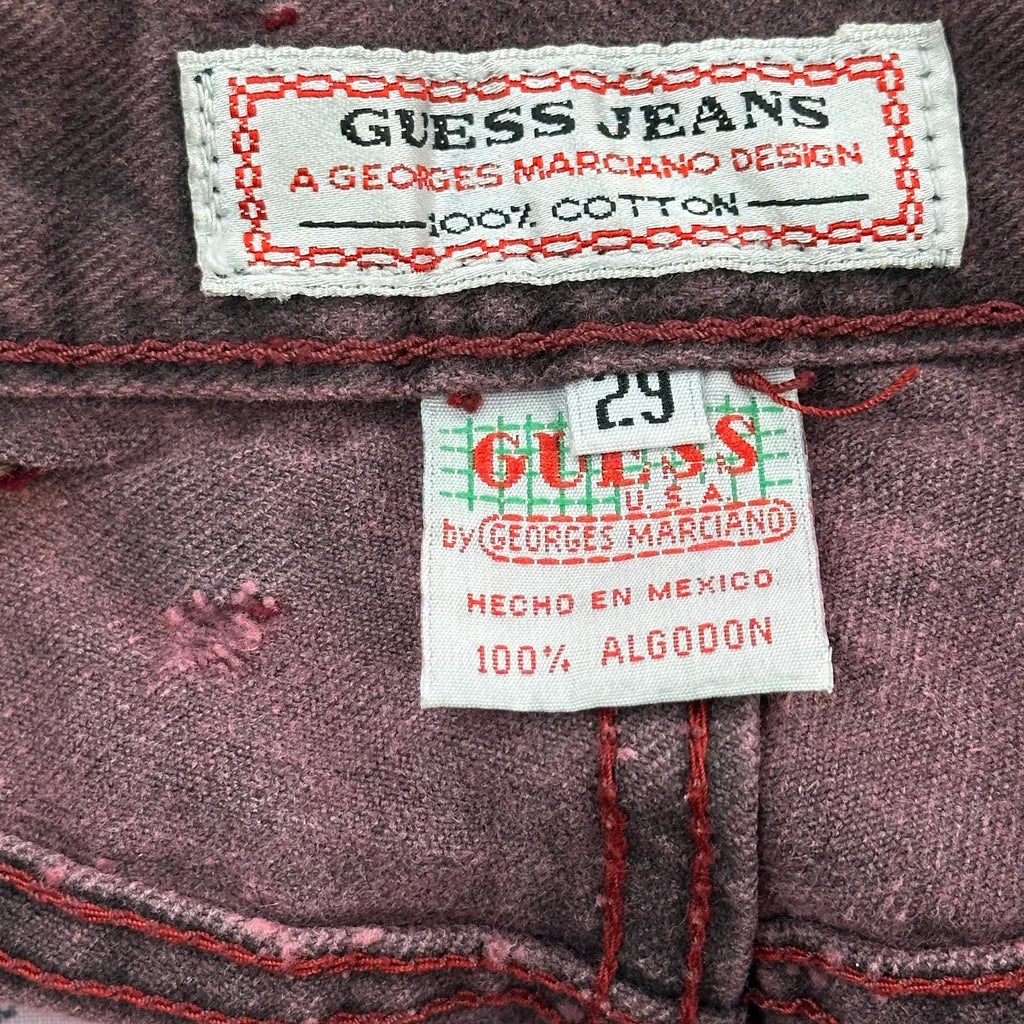 GUESS JEANS
A GEORGES MARCIANO DESIGN
100% COTTON
29
GUESS
U.S.A
by GEORGES MARCIANO
HECHO EN MEXICO
100% ALGODON